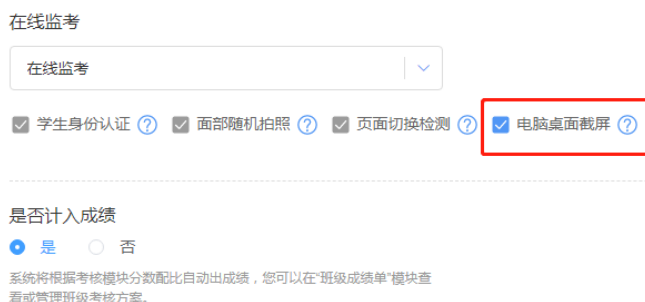 在线监考
在线监考
学生身份认证 ? 面部随机拍照 ? 页面切换检测 ? 电脑桌面截屏 ?
是否计入成绩
是 否
系统将根据考核模块分数配比自动出成绩，您可以在“班级成绩单”模块查
看或管理班级考核方案。